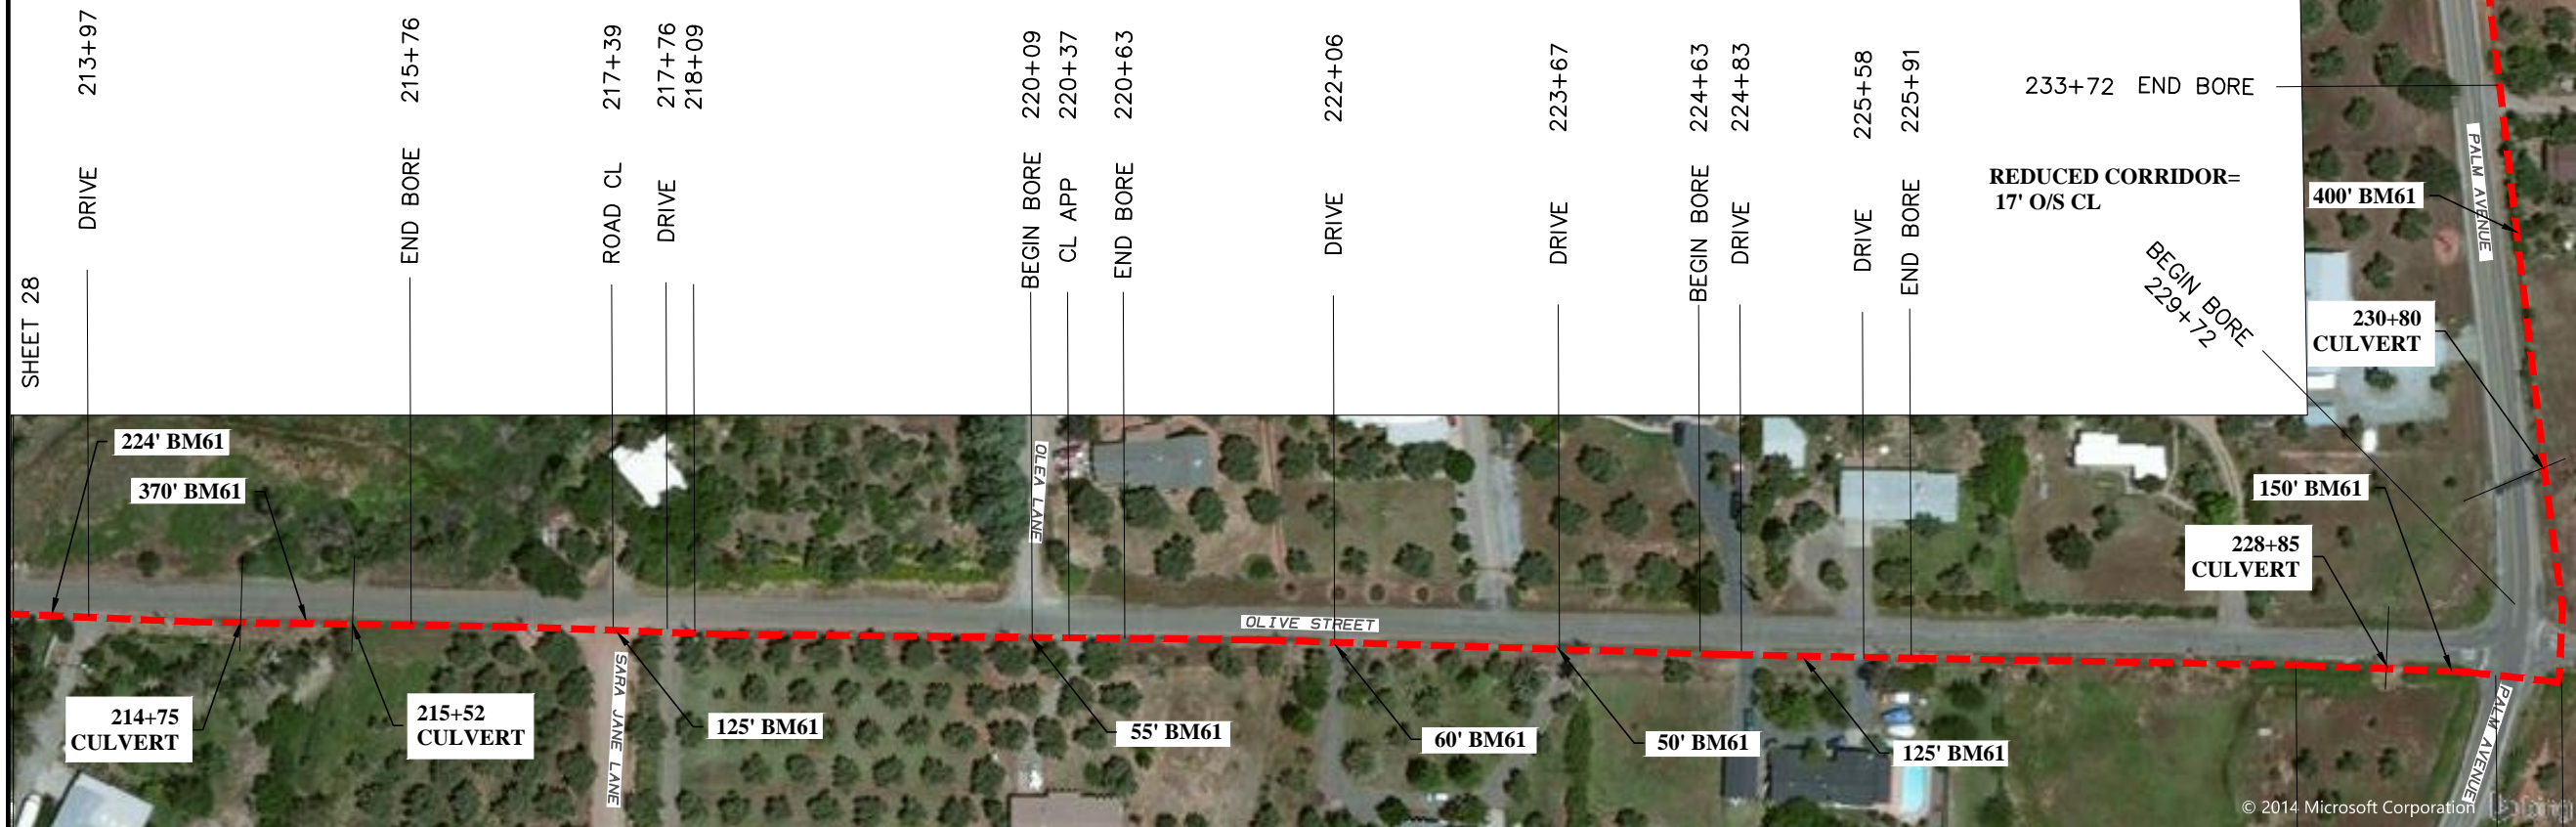 SHEET 28
DRIVE 213+97
END BORE 215+76
ROAD CL 217+39
DRIVE 217+76
218+09
BEGIN BORE 220+09
CL APP 220+37
END BORE 220+63
DRIVE 222+06
DRIVE 223+67
BEGIN BORE 224+63
DRIVE 224+83
DRIVE 225+58
END BORE 225+91
233+72 END BORE
REDUCED CORRIDOR=
17' O/S CL
BEGIN BORE
229+72
PALM AVENUE
400' BM61
230+80
CULVERT
224' BM61
370' BM61
OLEA LANE
150' BM61
228+85
CULVERT
OLIVE STREET
214+75
CULVERT
215+52
CULVERT
SARA JANE LANE
125' BM61
55' BM61
60' BM61
50' BM61
125' BM61
PALM AVENUE
© 2014 Microsoft Corporation